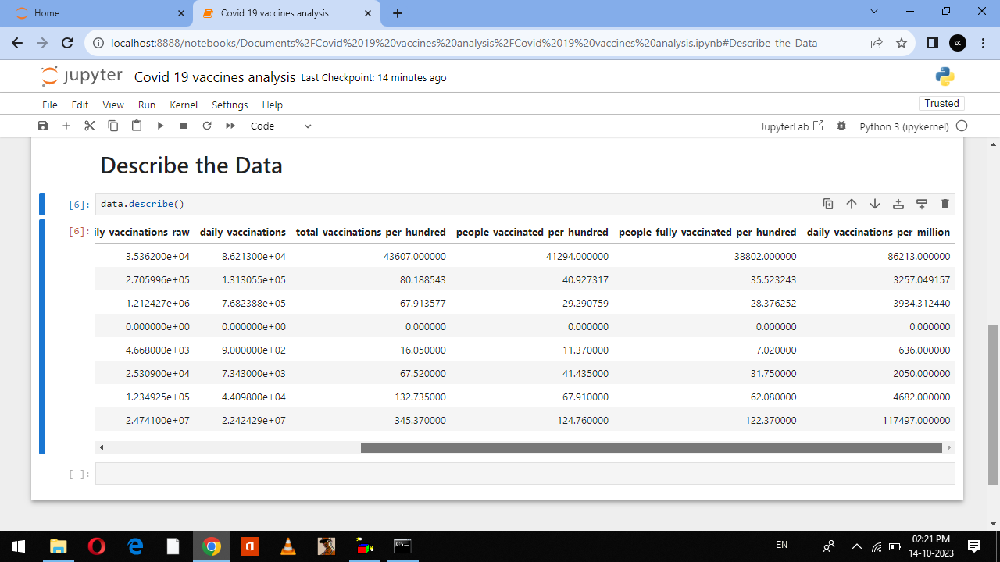 Home
Covid 19 vaccines analysis
localhost:8888/notebooks/Documents%2FCovid%2019%20vaccines%20analysis%2FCovid%2019%20vaccines%20analysis.ipynb#Describe-the-Data
jupyter Covid 19 vaccines analysis Last Checkpoint: 14 minutes ago
File Edit View Run Kernel Settings Help Trusted
Code JupyterLab Python 3 (ipykernel)
Describe the Data
[6]: data.describe()
[6]: ily_vaccinations_raw daily_vaccinations total_vaccinations_per_hundred people_vaccinated_per_hundred people_fully_vaccinated_per_hundred daily_vaccinations_per_million
3.536200e+04 8.621300e+04 43607.000000 41294.000000 38802.000000 86213.000000
2.705996e+05 1.313055e+05 80.188543 40.927317 35.523243 3257.049157
1.212427e+06 7.682388e+05 67.913577 29.290759 28.376252 3934.312440
0.000000e+00 0.000000e+00 0.000000 0.000000 0.000000 0.000000
4.668000e+03 9.000000e+02 16.050000 11.370000 7.020000 636.000000
2.530900e+04 7.343000e+03 67.520000 41.435000 31.750000 2050.000000
1.234925e+05 4.409800e+04 132.735000 67.910000 62.080000 4682.000000
2.474100e+07 2.242429e+07 345.370000 124.760000 122.370000 117497.000000
[ ]:
EN
02:21 PM
14-10-2023